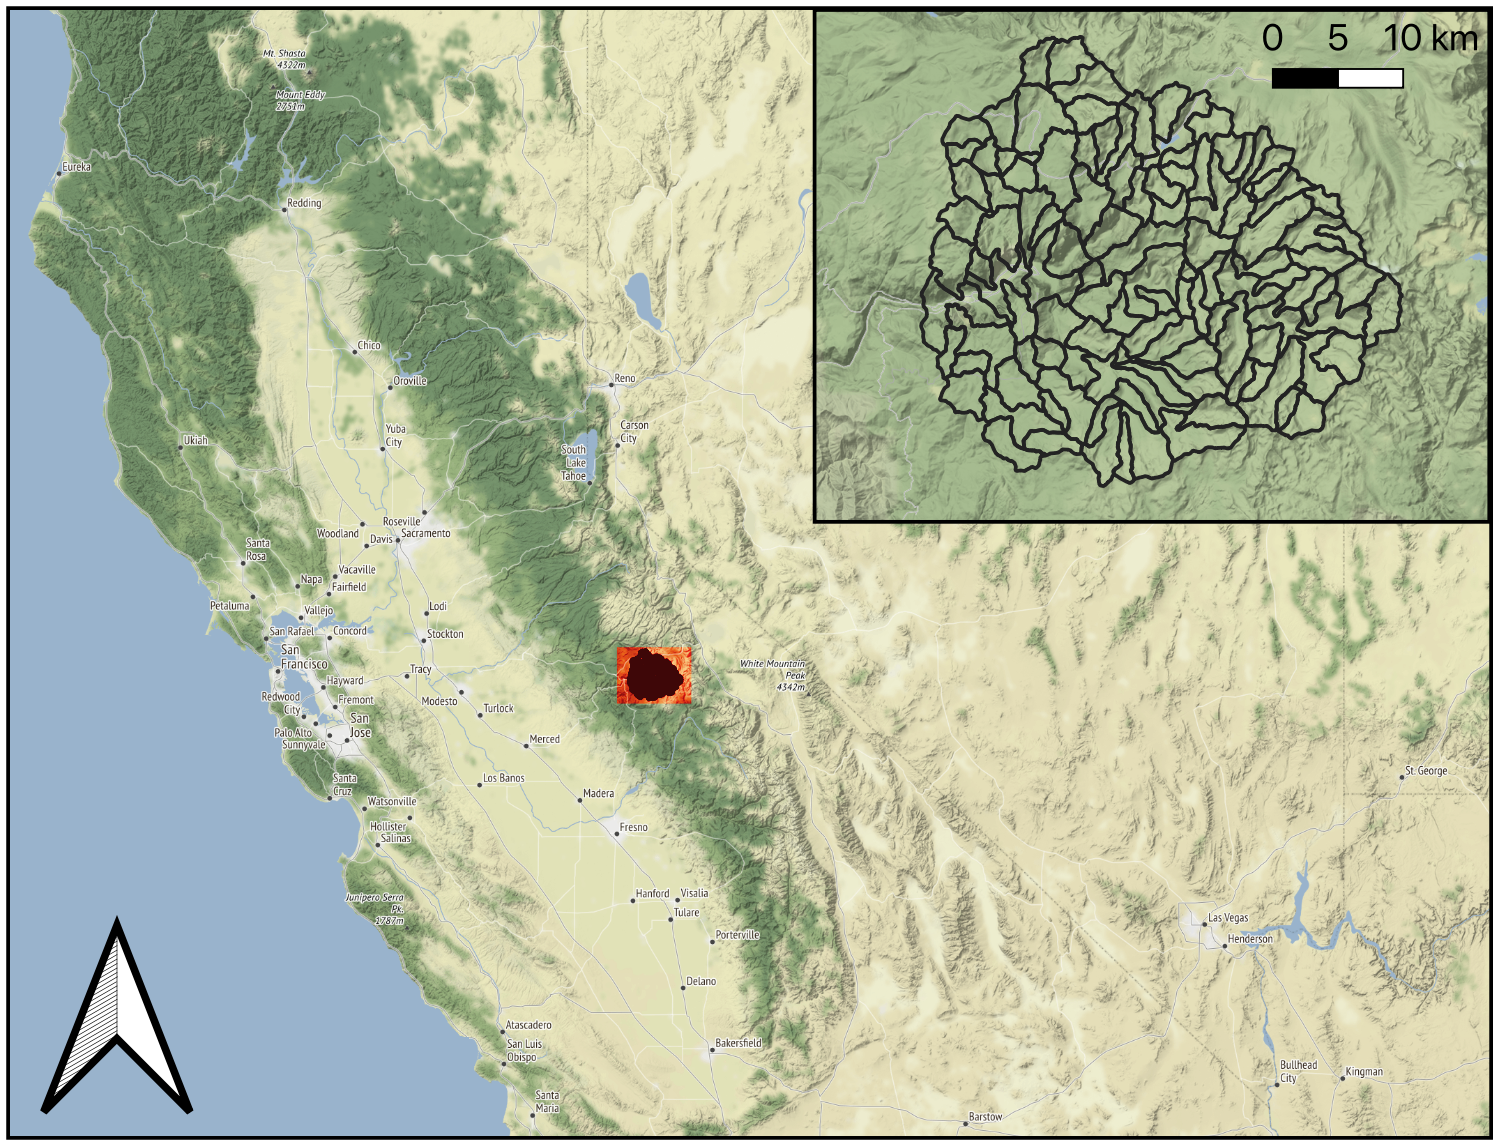 0 5 10 km
Mt. Shasta
4322m
Mount Eddy
2751m
Eureka
Redding
Chico
Oroville
Reno
Carson
City
Yuba
City
Ukiah
South
Lake
Tahoe
Roseville
Woodland
Sacramento
Davis
Santa
Rosa
Vacaville
Napa
Fairfield
Petaluma
Vallejo
Lodi
San Rafael
Concord
Stockton
San
Francisco
Tracy
White Mountain
Peak
4342m
Hayward
Redwood
City
Fremont
Modesto
Turlock
Palo Alto
San
Jose
Sunnyvale
Merced
Los Banos
St. George
Santa
Cruz
Madera
Watsonville
Hollister
Salinas
Fresno
Junipero Serra
Pk.
1787m
Hanford
Visalia
Tulare
Las Vegas
Porterville
Henderson
Delano
Atascadero
San Luis
Obispo
Bakersfield
Bullhead
City
Kingman
Santa
Maria
Barstow